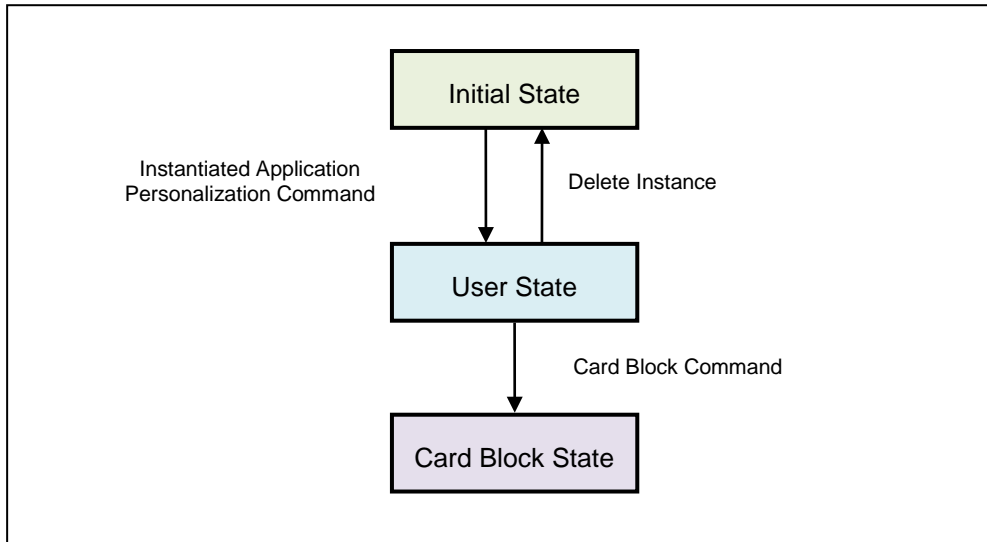 Initial State
Instantiated Application
Personalization Command
Delete Instance
User State
Card Block Command
Card Block State